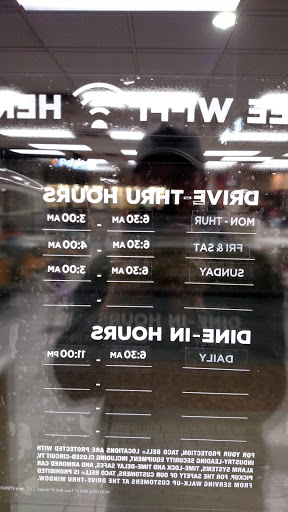 EE WI-FI HER
DRIVE-THRU HOURS
MON - THUR 6:30 AM - 3:00 AM
FRI & SAT 6:30 AM - 4:00 AM
SUNDAY 6:30 AM - 3:00 AM
DINE-IN HOURS
DAILY 6:30 AM - 11:00 PM
FOR YOUR PROTECTION, TACO BELL® LOCATIONS ARE PROTECTED WITH
INDUSTRY-LEADING SECURITY EQUIPMENT, INCLUDING CLOSED-CIRCUIT TV,
ALARM SYSTEMS, TIME-LOCK AND TIME-DELAY SAFES, AND ARMORED CAR
PICKUP. FOR THE SAFETY OF OUR CUSTOMERS, TACO BELL® IS PROHIBITED
FROM SERVING WALK-UP CUSTOMERS AT THE DRIVE-THRU WINDOW.